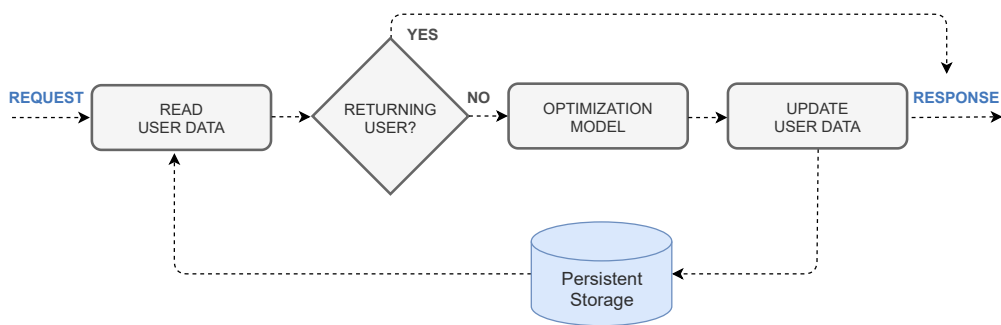 YES
REQUEST
READ
USER DATA
RETURNING
USER?
NO
OPTIMIZATION
MODEL
UPDATE
USER DATA
RESPONSE
Persistent
Storage